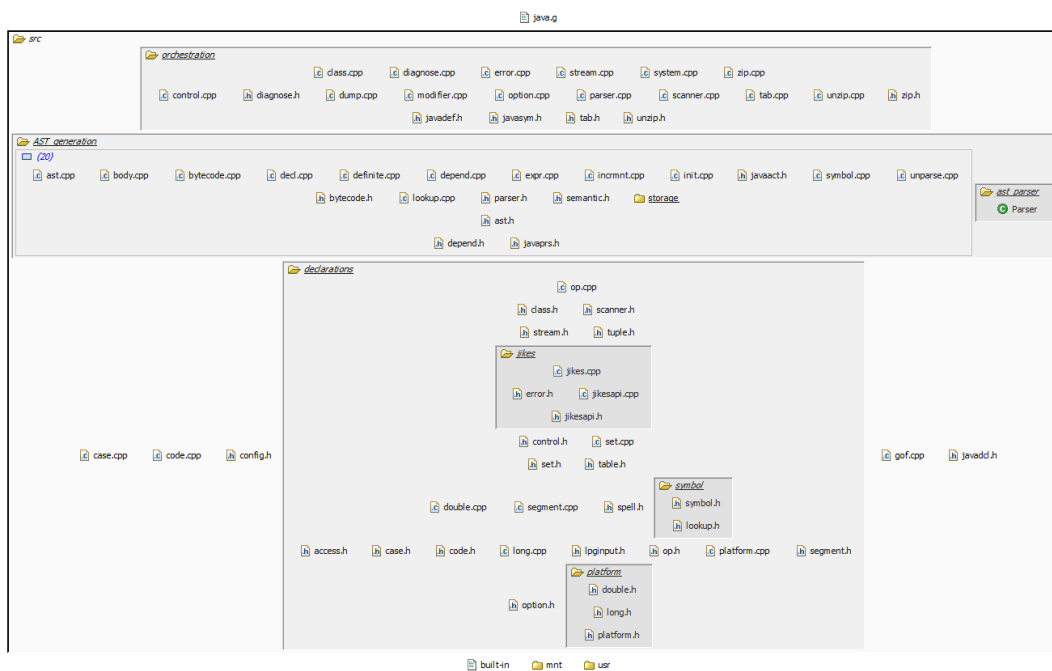 java.g
src
orchestration
class.cpp diagnose.cpp error.cpp stream.cpp system.cpp zip.cpp
control.cpp diagnose.h dump.cpp modifier.cpp option.cpp parser.cpp scanner.cpp tab.cpp unzip.cpp zip.h
javadef.h javasym.h tab.h unzip.h
AST generation
(20)
ast.cpp body.cpp bytecode.cpp decl.cpp definite.cpp depend.cpp expr.cpp incrmnt.cpp init.cpp javaact.h symbol.cpp unparse.cpp
bytecode.h lookup.cpp parser.h semantic.h storage
ast.h
depend.h javaprs.h
ast_parser
Parser
declarations
op.cpp
class.h scanner.h
stream.h tuple.h
jikes
jikes.cpp
error.h jikesapi.cpp
jikesapi.h
case.cpp code.cpp config.h
control.h set.cpp
set.h table.h
gof.cpp javadcl.h
double.cpp segment.cpp spell.h
symbol
symbol.h
lookup.h
access.h case.h code.h long.cpp lpginput.h op.h platform.cpp segment.h
option.h
platform
double.h
long.h
platform.h
built-in mnt usr